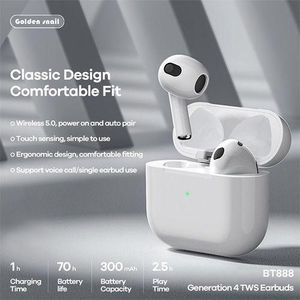 Golden snail
Classic Design
Comfortable Fit
Wireless 5.0, power on and auto pair
Touch sensing, simple to use
Ergonomic design, comfortable fitting
Support voice call/single earbud use
1h
Charging
Time
70h
Battery
life
300mAh
Battery
Capacity
2.5h
Play
Time
BT888
Generation 4 TWS Earbuds